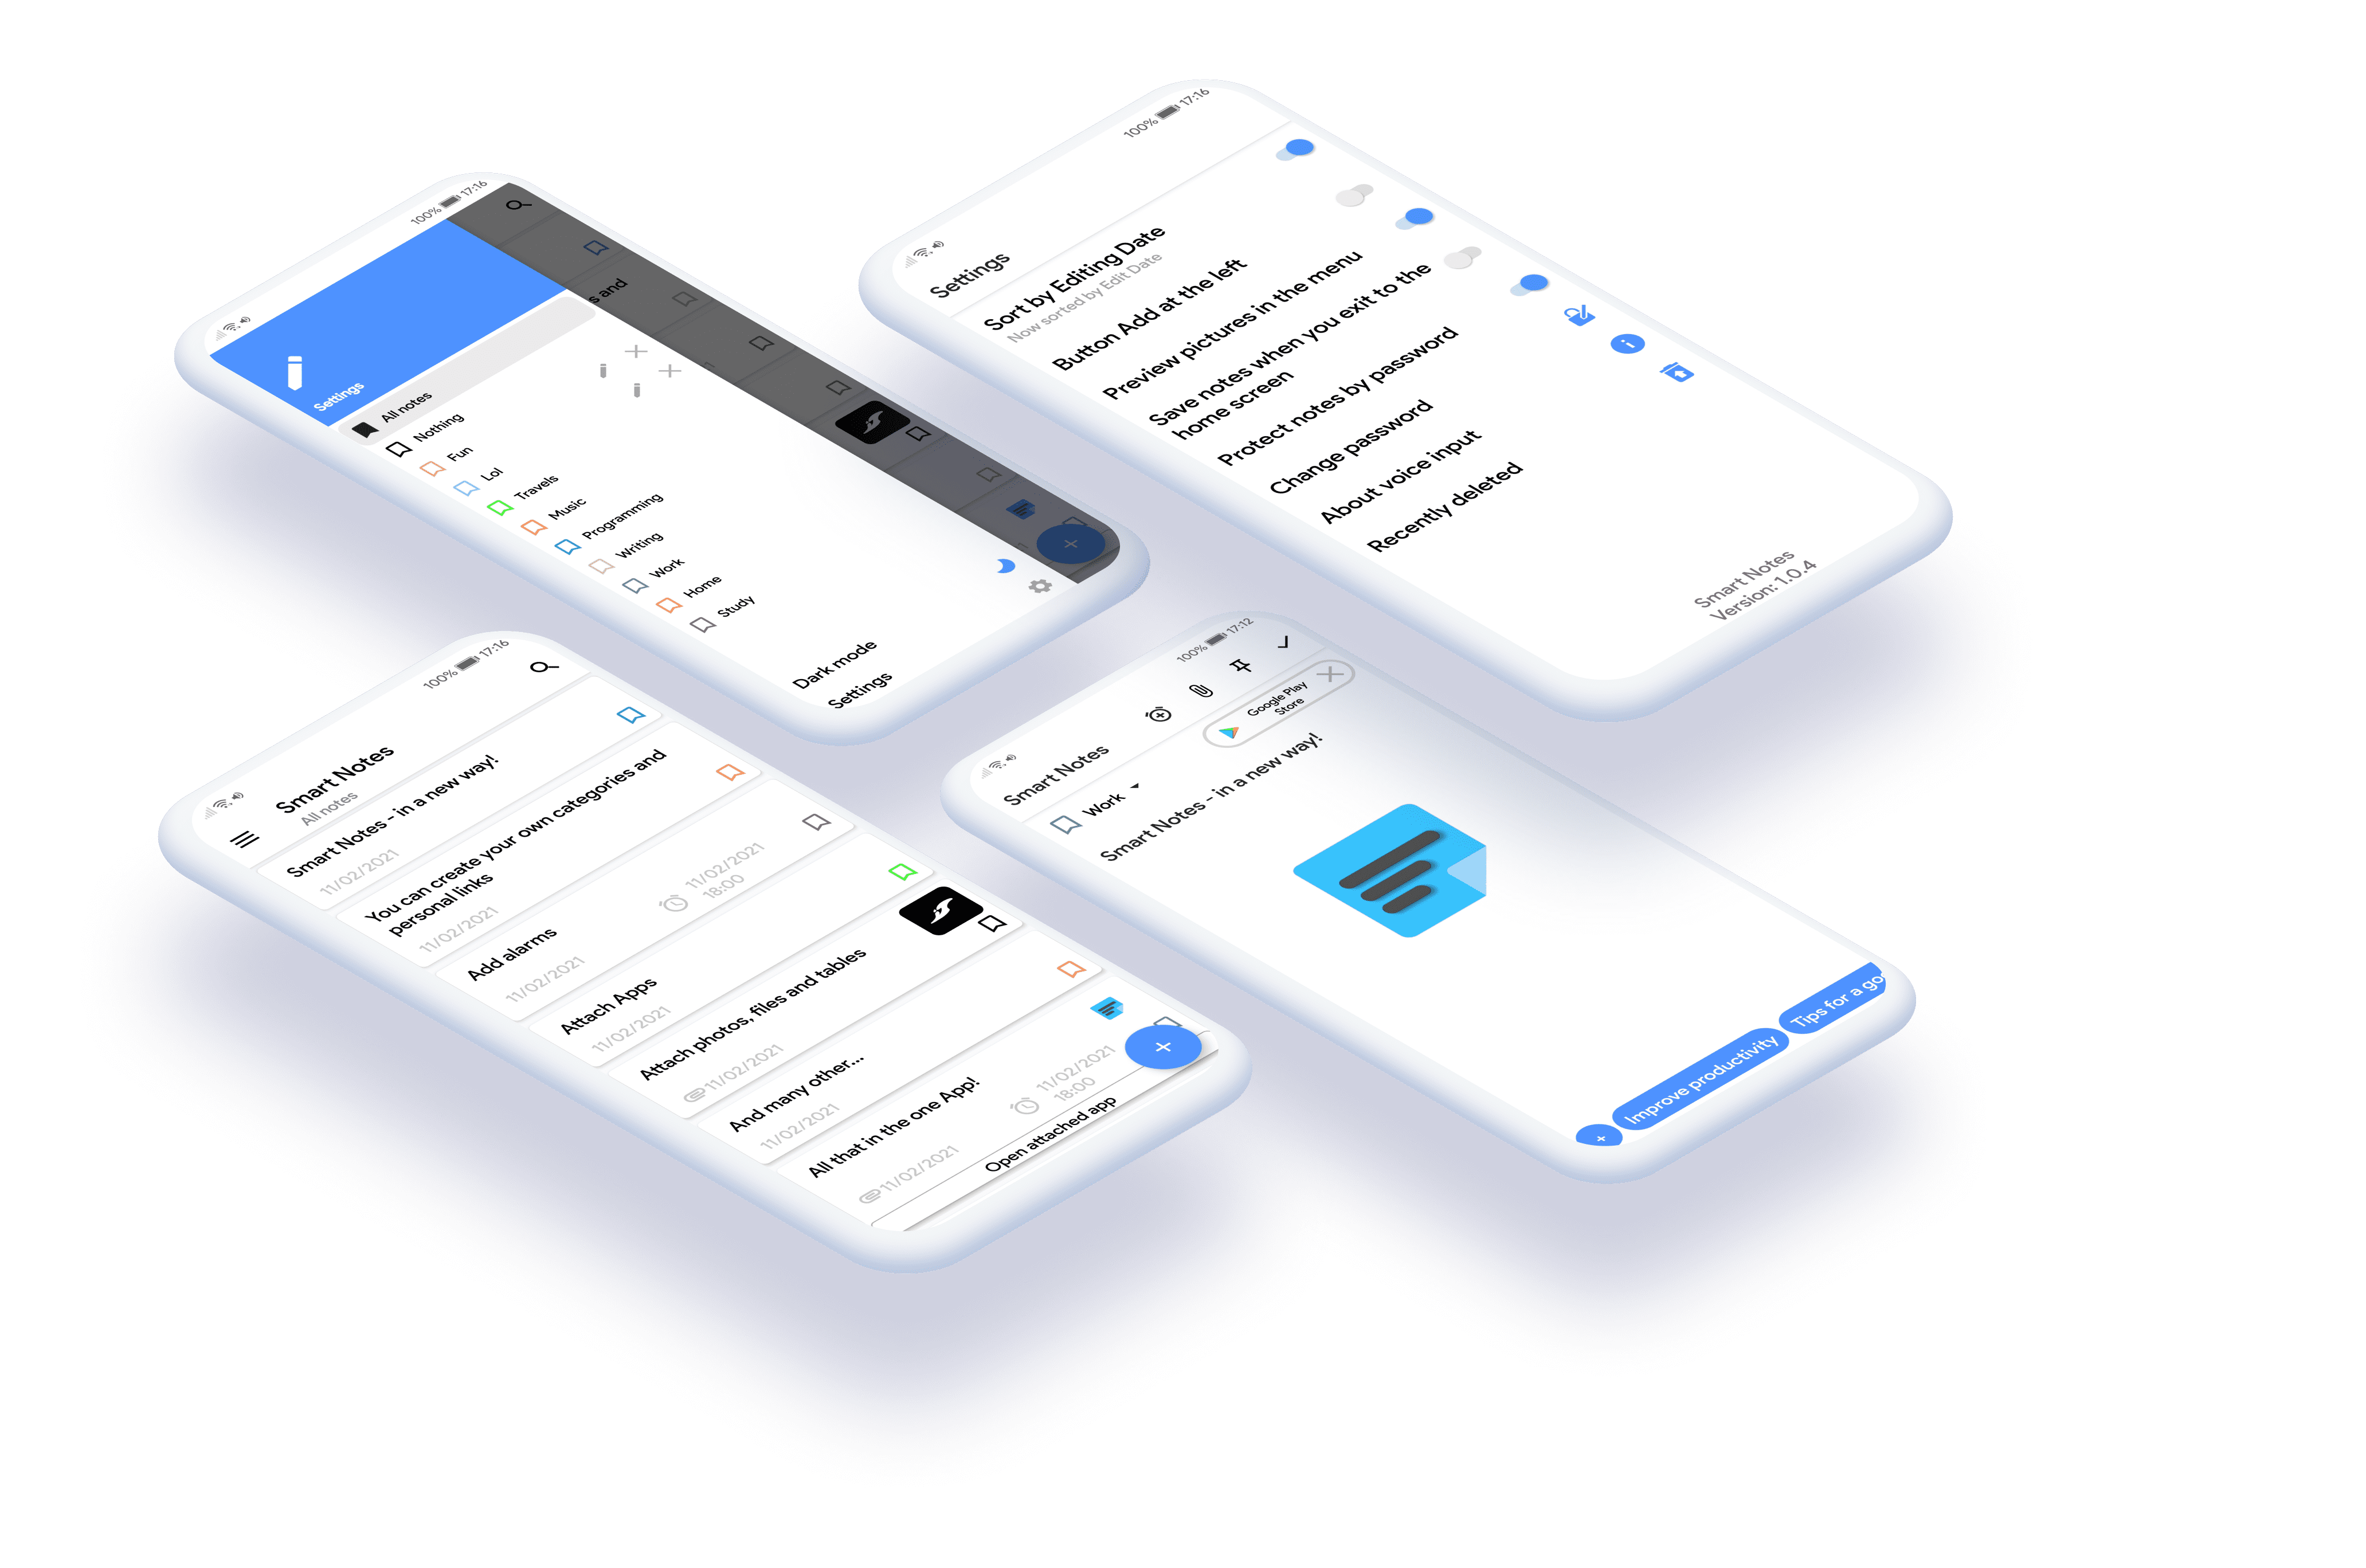 100% 17:16
Settings
All notes
Nothing
Fun
Lol
Travels
Music
Programming
Writing
Work
Home
Study
Dark mode
Settings
s and
100% 17:16
Settings
Sort by Editing Date
Now sorted by Edit Date
Button Add at the left
Preview pictures in the menu
Save notes when you exit to the
home screen
Protect notes by password
Change password
About voice input
Recently deleted
Smart Notes
Version: 1.0.4
100% 17:16
Smart Notes
All notes
Smart Notes - in a new way!
11/02/2021
You can create your own categories and
personal links
11/02/2021
Add alarms
11/02/2021
11/02/2021
18:00
Attach Apps
11/02/2021
Attach photos, files and tables
11/02/2021
And many other...
11/02/2021
All that in the one App!
11/02/2021
11/02/2021
18:00
Open attached app
100% 17:12
Smart Notes
Work
Google Play
Store
Smart Notes - in a new way!
+ Improve productivity Tips for a go